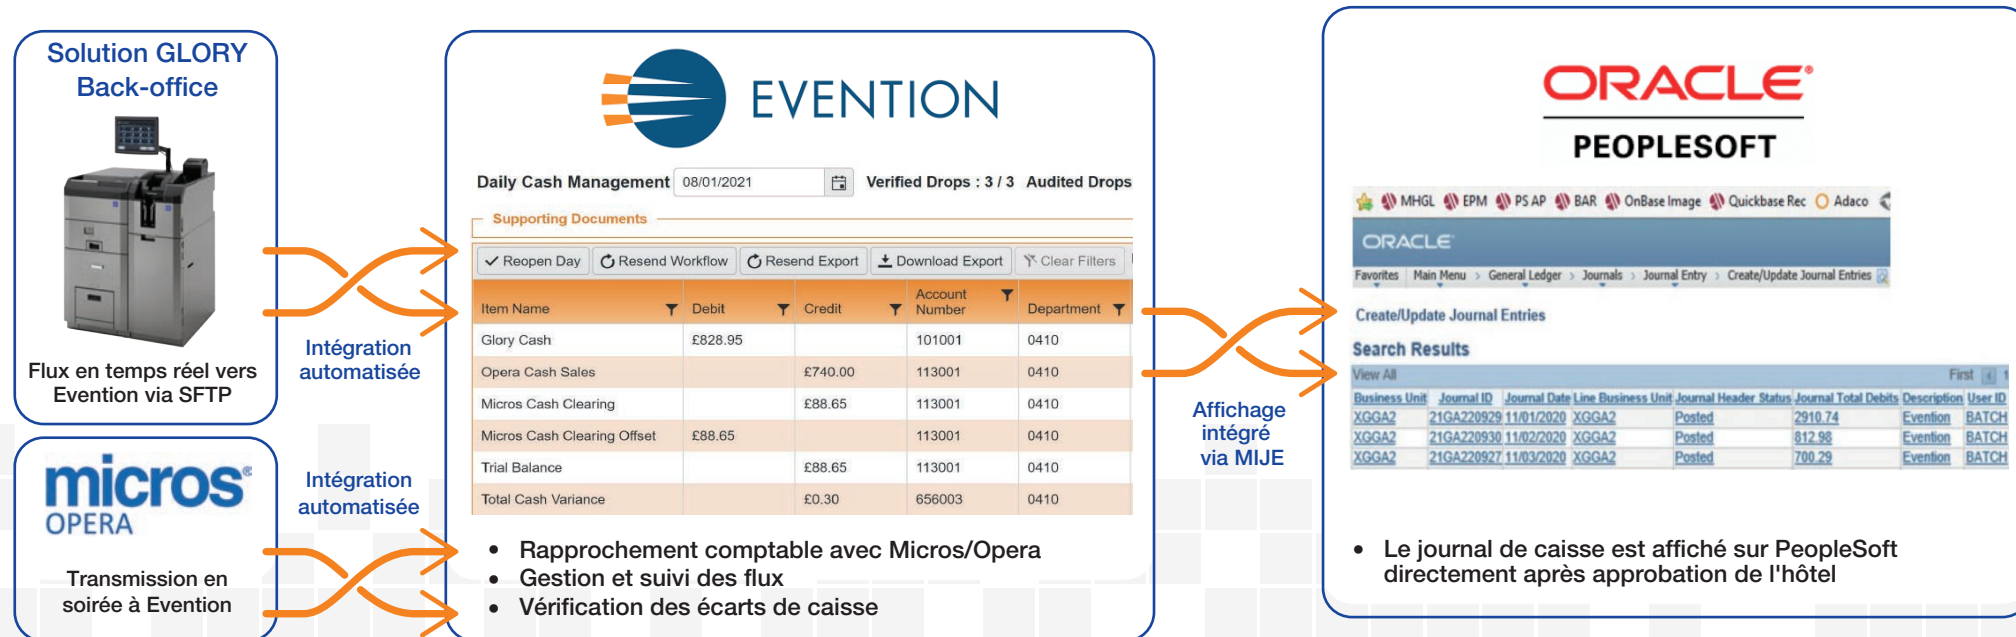 Solution GLORY
Back-office
Flux en temps réel vers
Evention via SFTP
micros®
OPERA
Transmission en
soirée à Evention
Intégration
automatisée
Intégration
automatisée
EVENTION
Daily Cash Management 08/01/2021 Verified Drops : 3 / 3 Audited Drops
Supporting Documents
Reopen Day Resend Workflow Resend Export Download Export Clear Filters
Item Name Debit Credit Account Number Department
Glory Cash £828.95 101001 0410
Opera Cash Sales £740.00 113001 0410
Micros Cash Clearing £88.65 113001 0410
Micros Cash Clearing Offset £88.65 113001 0410
Trial Balance £88.65 113001 0410
Total Cash Variance £0.30 656003 0410
• Rapprochement comptable avec Micros/Opera
• Gestion et suivi des flux
• Vérification des écarts de caisse
Affichage
intégré
via MIJE
ORACLE®
PEOPLESOFT
MHGL EPM PS AP BAR OnBase Image Quickbase Rec Adaco
ORACLE
Favorites Main Menu > General Ledger > Journals > Journal Entry > Create/Update Journal Entries
Create/Update Journal Entries
Search Results
View All First 1
Business Unit Journal ID Journal Date Line Business Unit Journal Header Status Journal Total Debits Description User ID
XGGA2 21GA220929 11/01/2020 XGGA2 Posted 2910.74 Evention BATCH
XGGA2 21GA220930 11/02/2020 XGGA2 Posted 812.98 Evention BATCH
XGGA2 21GA220927 11/03/2020 XGGA2 Posted 700.29 Evention BATCH
• Le journal de caisse est affiché sur PeopleSoft
directement après approbation de l'hôtel